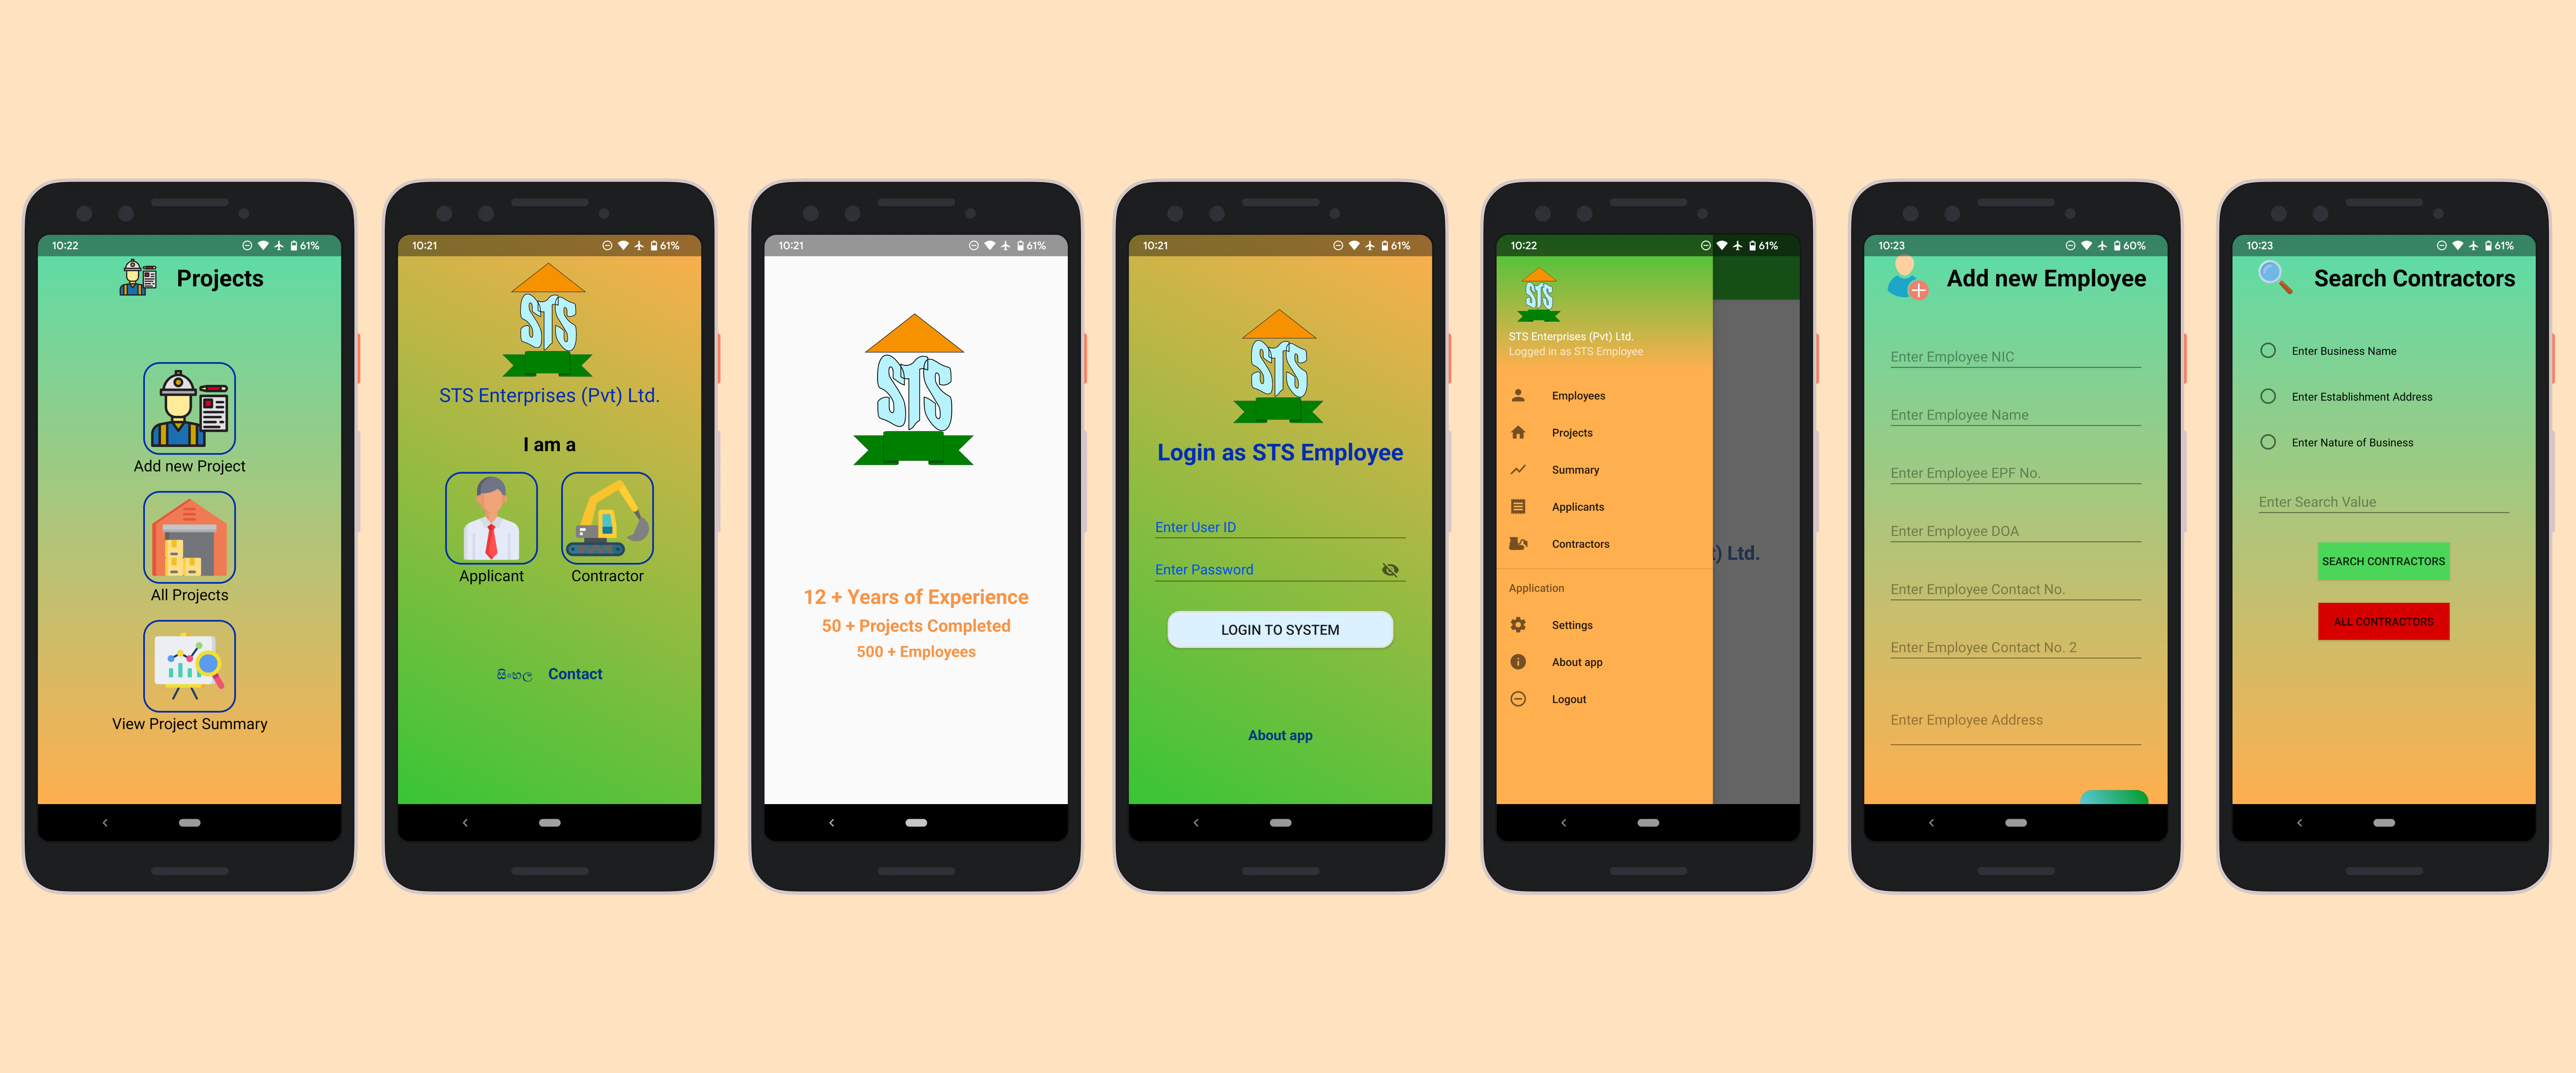 10:22
61%
Projects
Add new Project
All Projects
View Project Summary
10:21
61%
STS
STS Enterprises (Pvt) Ltd.
I am a
Applicant
Contractor
සිංහල
Contact
10:21
61%
STS
12 + Years of Experience
50 + Projects Completed
500 + Employees
10:21
61%
STS
Login as STS Employee
Enter User ID
Enter Password
LOGIN TO SYSTEM
About app
10:22
61%
STS
STS Enterprises (Pvt) Ltd.
Logged in as STS Employee
Employees
Projects
Summary
Applicants
Contractors
Application
Settings
About app
Logout
t) Ltd.
10:23
60%
Add new Employee
Enter Employee NIC
Enter Employee Name
Enter Employee EPF No.
Enter Employee DOA
Enter Employee Contact No.
Enter Employee Contact No. 2
Enter Employee Address
10:23
61%
Search Contractors
Enter Business Name
Enter Establishment Address
Enter Nature of Business
Enter Search Value
SEARCH CONTRACTORS
ALL CONTRACTORS